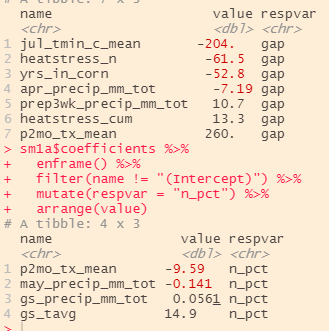 # A tibble: 7 x 3
name value respvar
<chr> <dbl> <chr>
1 jul_tmin_c_mean -204. gap
2 heatstress_n -61.5 gap
3 yrs_in_corn -52.8 gap
4 apr_precip_mm_tot -7.19 gap
5 prep3wk_precip_mm_tot 10.7 gap
6 heatstress_cum 13.3 gap
7 p2mo_tx_mean 260. gap
> sm1a$coefficients %>%
+ enframe() %>%
+ filter(name != "(Intercept)") %>%
+ mutate(respvar = "n_pct") %>%
+ arrange(value)
# A tibble: 4 x 3
name value respvar
<chr> <dbl> <chr>
1 p2mo_tx_mean -9.59 n_pct
2 may_precip_mm_tot -0.141 n_pct
3 gs_precip_mm_tot 0.0561 n_pct
4 gs_tavg 14.9 n_pct
>